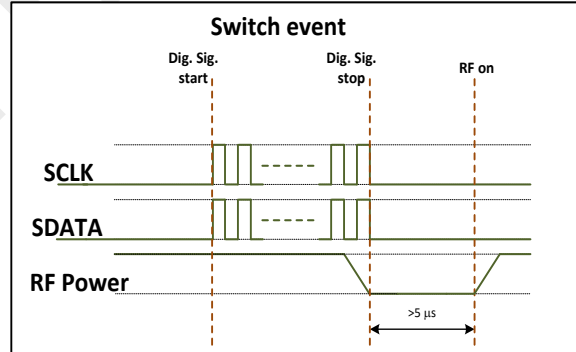 Switch event
Dig. Sig.
start
Dig. Sig.
stop
RF on
SCLK
SDATA
RF Power
>5 µs